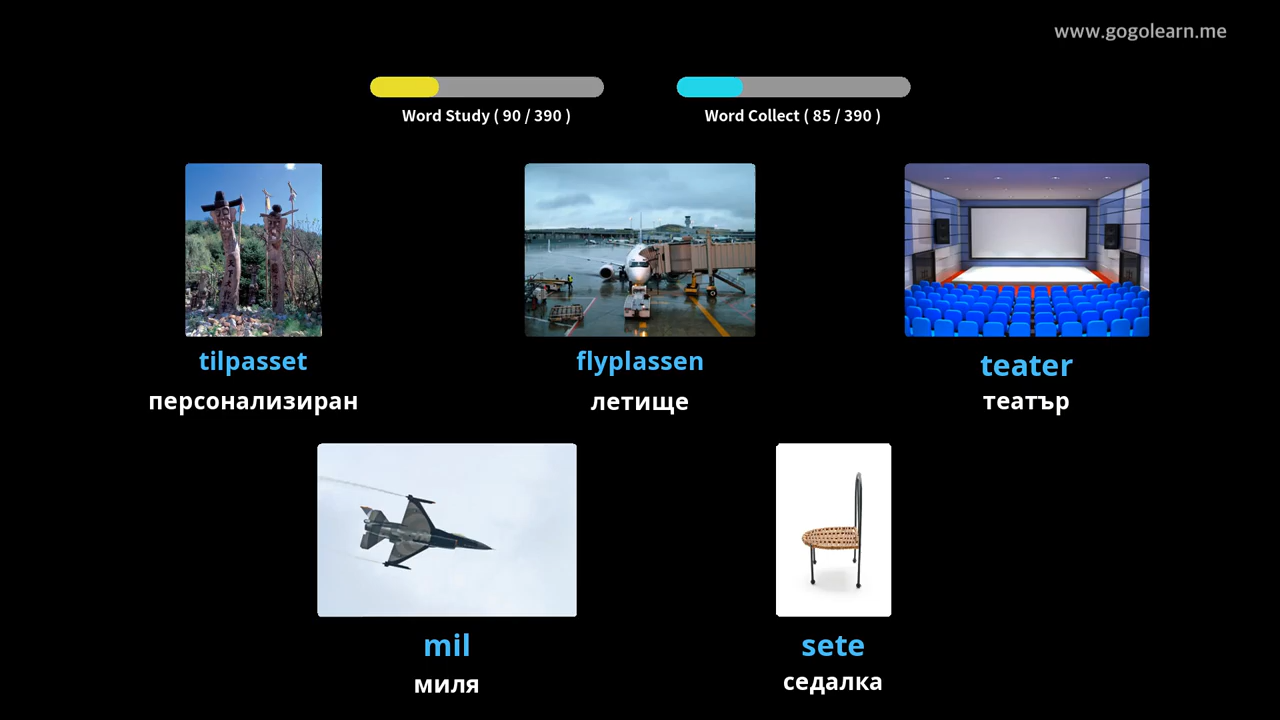 www.gogolearn.me
Word Study ( 90 / 390 )
Word Collect ( 85 / 390 )
tilpasset
flyplassen
teater
персонализиран
летище
театър
mil
sete
миля
седалка